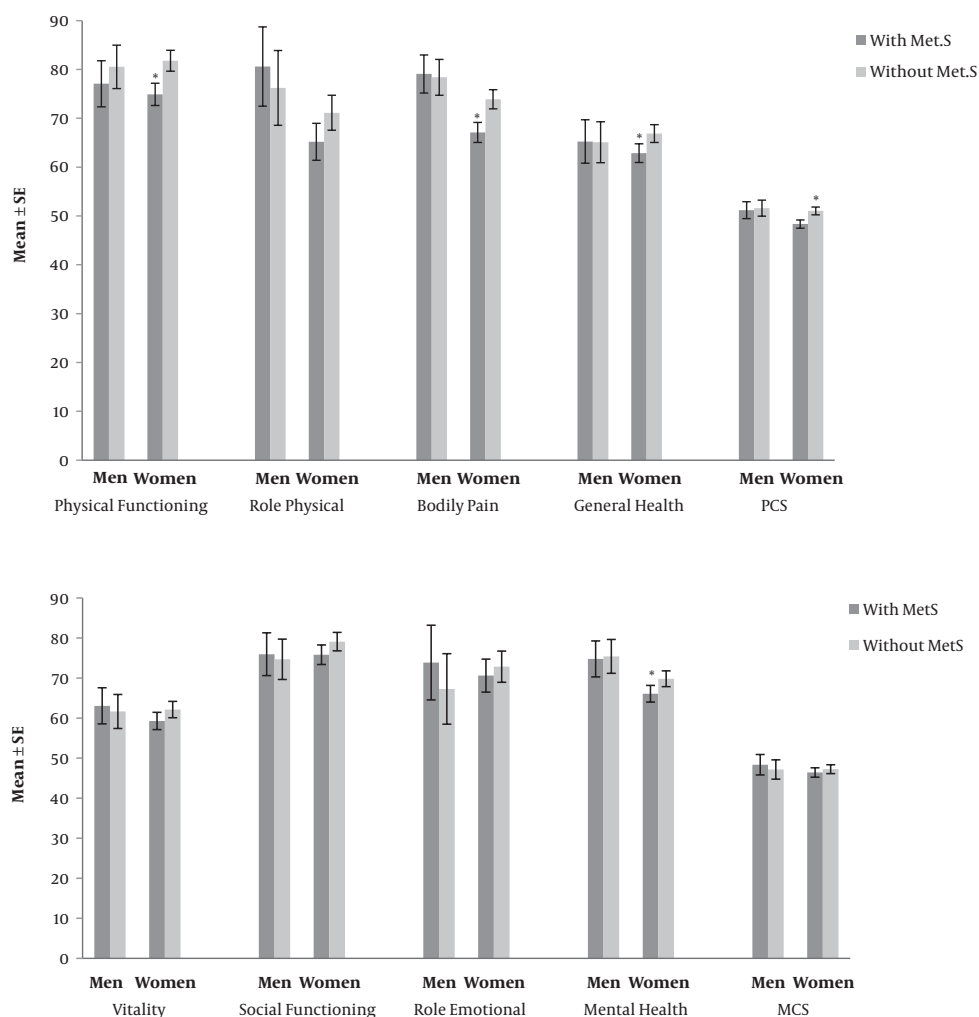 90
80
70
60
50
40
30
20
10
0
Mean ± SE
With Met.S
Without Met.S
*
*
*
*
Men Women Men Women Men Women Men Women Men Women
Physical Functioning Role Physical Bodily Pain General Health PCS
90
80
70
60
50
40
30
20
10
0
Mean ± SE
With MetS
Without MetS
*
Men Women Men Women Men Women Men Women Men Women
Vitality Social Functioning Role Emotional Mental Health MCS